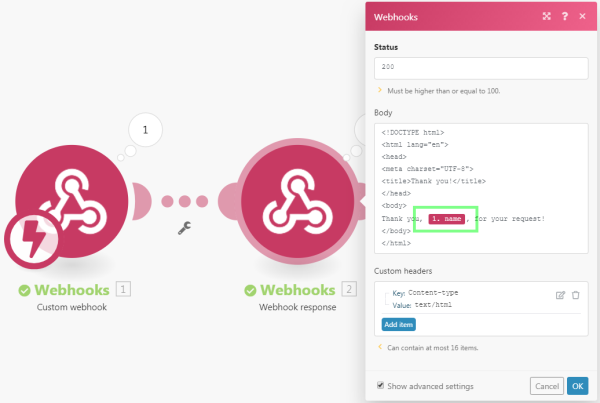 1
Webhooks 1
Custom webhook
Webhooks 2
Webhook response
Webhooks ? ×
Status
200
Must be higher than or equal to 100.
Body
<!DOCTYPE html>
<html lang="en">
<head>
<meta charset="UTF-8">
<title>Thank you!</title>
</head>
<body>
Thank you, 1. name , for your request!
</body>
</html>
Custom headers
Key: Content-type
Value: text/html
Add item
Can contain at most 16 items.
Show advanced settings
Cancel OK